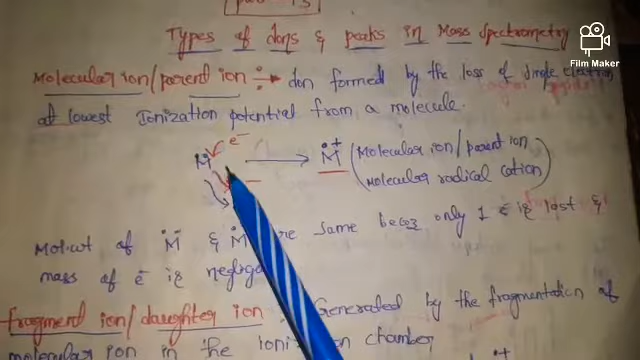 Types of Ions & peaks in Mass Spectrometry
Film Maker
Molecular ion/parent ion :→ Ion formed by the loss of single electron
at lowest Ionization potential from a molecule.
M e⁻ → M•+ (Molecular ion/parent ion
Molecular radical cation)
Mol.wt of M & M are same becoz only 1 e⁻ is lost &
mass of e⁻ is
fragment ion/daughter ion Generated by the fragmentation of
molecular ion in the chamber